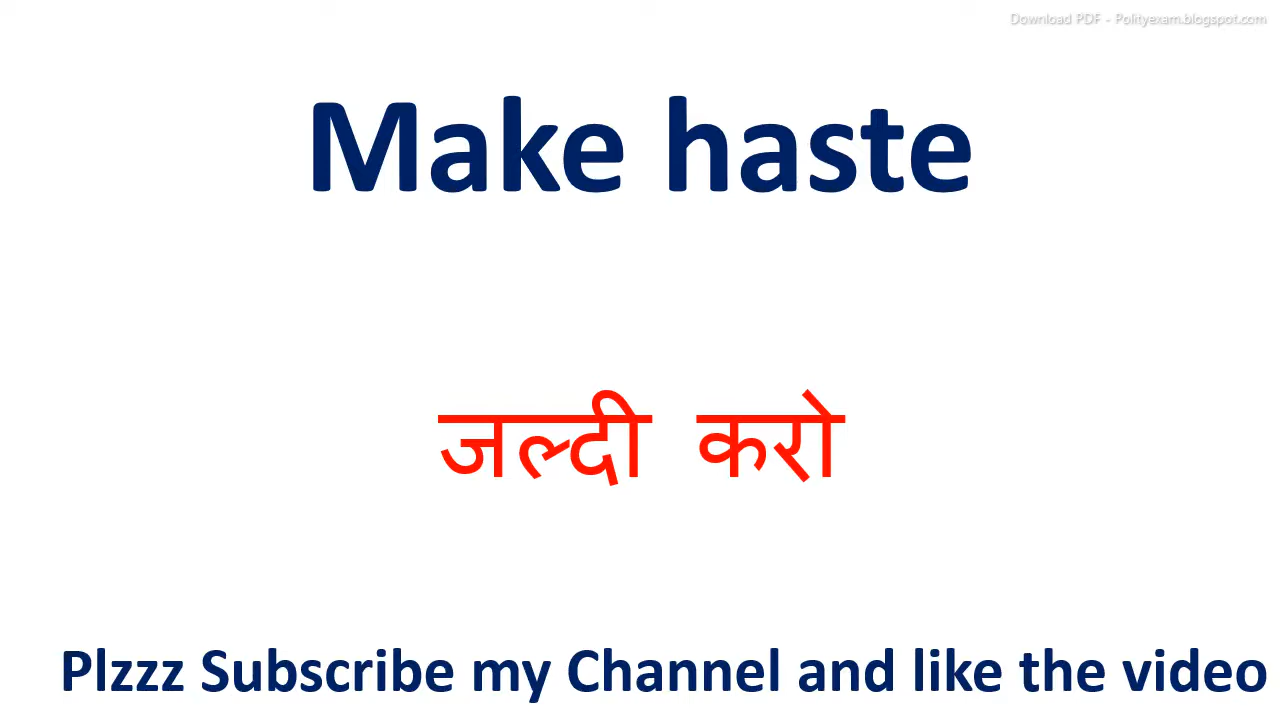 Download PDF - Polityexam.blogspot.com
Make haste
जल्दी करो
Plzzz Subscribe my Channel and like the video